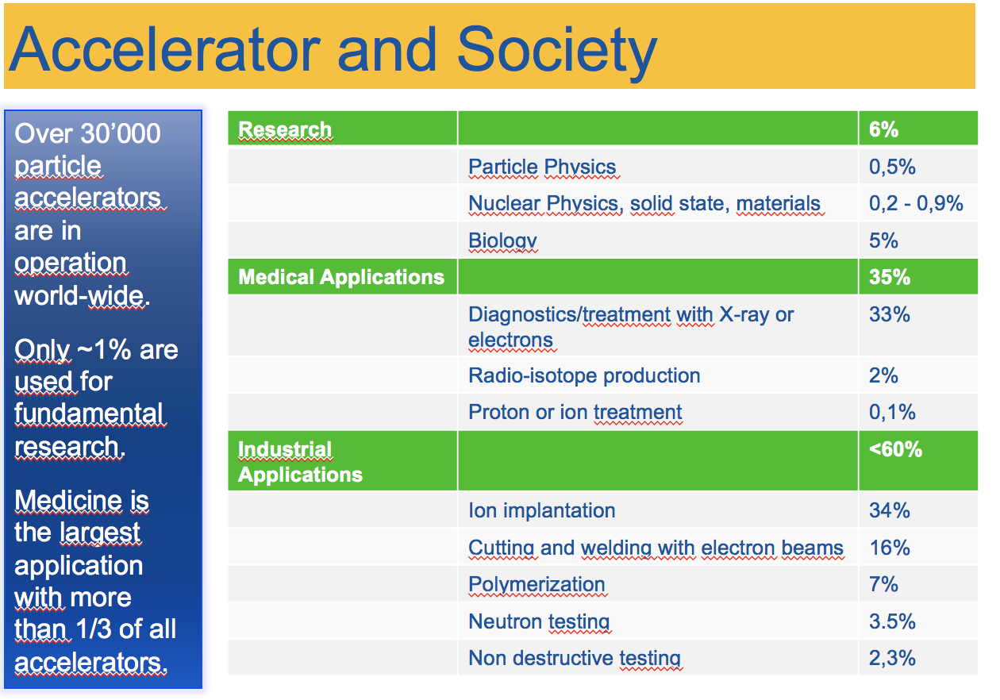 Accelerator and Society
Over 30’000
particle
accelerators
are in
operation
world-wide.
Only ~1% are
used for
fundamental
research.
Medicine is
the largest
application
with more
than 1/3 of all
accelerators.
Research 6%
Particle Physics 0,5%
Nuclear Physics, solid state, materials 0,2 - 0,9%
Biology 5%
Medical Applications 35%
Diagnostics/treatment with X-ray or 33%
electrons
Radio-isotope production 2%
Proton or ion treatment 0,1%
Industrial <60%
Applications
Ion implantation 34%
Cutting and welding with electron beams 16%
Polymerization 7%
Neutron testing 3.5%
Non destructive testing 2,3%